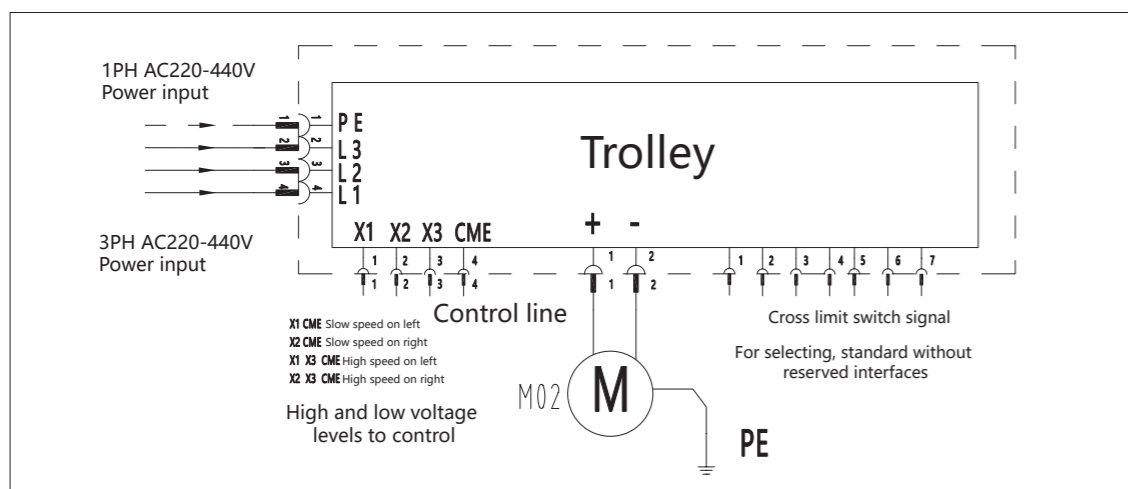 1PH AC220-440V
Power input
1 1 PE
2 2 L3
3 3 L2
4 4 L1
Trolley
3PH AC220-440V
Power input
X1 X2 X3 CME + -
1 2 3 4 1 2 1 2 3 4 5 6 7
1 2 3 4 1 2
Control line
Cross limit switch signal
X1 CME Slow speed on left
X2 CME Slow speed on right
X1 X3 CME High speed on left
X2 X3 CME High speed on right
For selecting, standard without
reserved interfaces
High and low voltage
levels to control
M02 M
PE